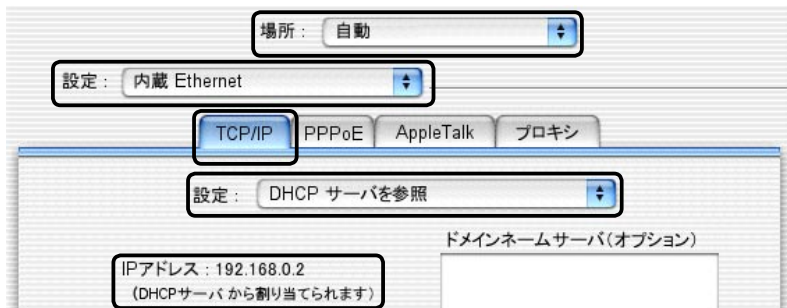 場所： 自動
設定： 内蔵 Ethernet
TCP/IP PPPoE AppleTalk プロキシ
設定： DHCP サーバを参照
ドメインネームサーバ（オプション）
IPアドレス：192.168.0.2
（DHCPサーバから割り当てられます）